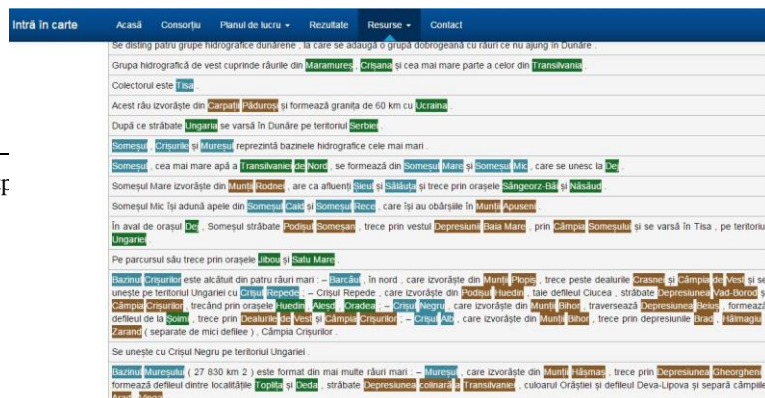 Intră în carte Acasă Consorțiu Planul de lucru Rezultate Resurse Contact
Se disting patru grupe hidrografice dunărene , la care se adaugă o grupă dobrogeană cu râuri ce nu ajung în Dunăre .
Grupa hidrografică de vest cuprinde râurile din Maramureș , Crișana și cea mai mare parte a celor din Transilvania .
Colectorul este Tisa .
Acest râu izvorăște din Carpații Păduroși și formează granița de 60 km cu Ucraina .
După ce străbate Ungaria se varsă în Dunăre pe teritoriul Serbiei .
Someșul , Crișurile și Mureșul reprezintă bazinele hidrografice cele mai mari .
Someșul , cea mai mare apă a Transilvaniei de Nord , se formează din Someșul Mare și Someșul Mic , care se unesc la Dej .
Someșul Mare izvorăște din Munții Rodnei , are ca afluenți Șieul și Sălăuța și trece prin orașele Sângeorz-Băi și Năsăud .
Someșul Mic își adună apele din Someșul Cald și Someșul Rece , care își au obârșiile în Munții Apuseni .
În aval de orașul Dej , Someșul străbate Podișul Someșan , trece prin vestul Depresiunii Baia Mare , prin Câmpia Someșului și se varsă în Tisa , pe teritoriu
Ungariei .
Pe parcursul său trece prin orașele Jibou și Satu Mare .
Bazinul Crișurilor este alcătuit din patru râuri mari : – Barcău , în nord , care izvorăște din Munții Plopiș , trece peste dealurile Crasnei și Câmpia de Vest și se
unește pe teritoriul Ungariei cu Crișul Repede ; – Crișul Repede , care izvorăște din Podișul Huedin , taie defileul Ciucea , străbate Depresiunea Vad-Borod ș
Câmpia Crișurilor , trecând prin orașele Huedin , Aleșd , Oradea ; – Crișul Negru , care izvorăște din Munții Bihor , traversează Depresiunea Beiuș , formeaz
defileul de la Șoimi , trece prin Dealurile de Vest și Câmpia Crișurilor ; – Crișul Alb , care izvorăște din Munții Bihor , trece prin depresiunile Brad , Hălmagiu
Zarand ( separate de mici defilee ) , Câmpia Crișurilor .
Se unește cu Crișul Negru pe teritoriul Ungariei .
Bazinul Mureșului ( 27 830 km 2 ) este format din mai multe râuri mari : – Mureșul , care izvorăște din Munții Hășmaș , trece prin Depresiunea Gheorgheni
formează defileul dintre localitățile Toplița și Deda , străbate Depresiunea colinară a Transilvaniei , culoarul Orăștiei și defileul Deva-Lipova și separă câmpiile
Arad , Vinga